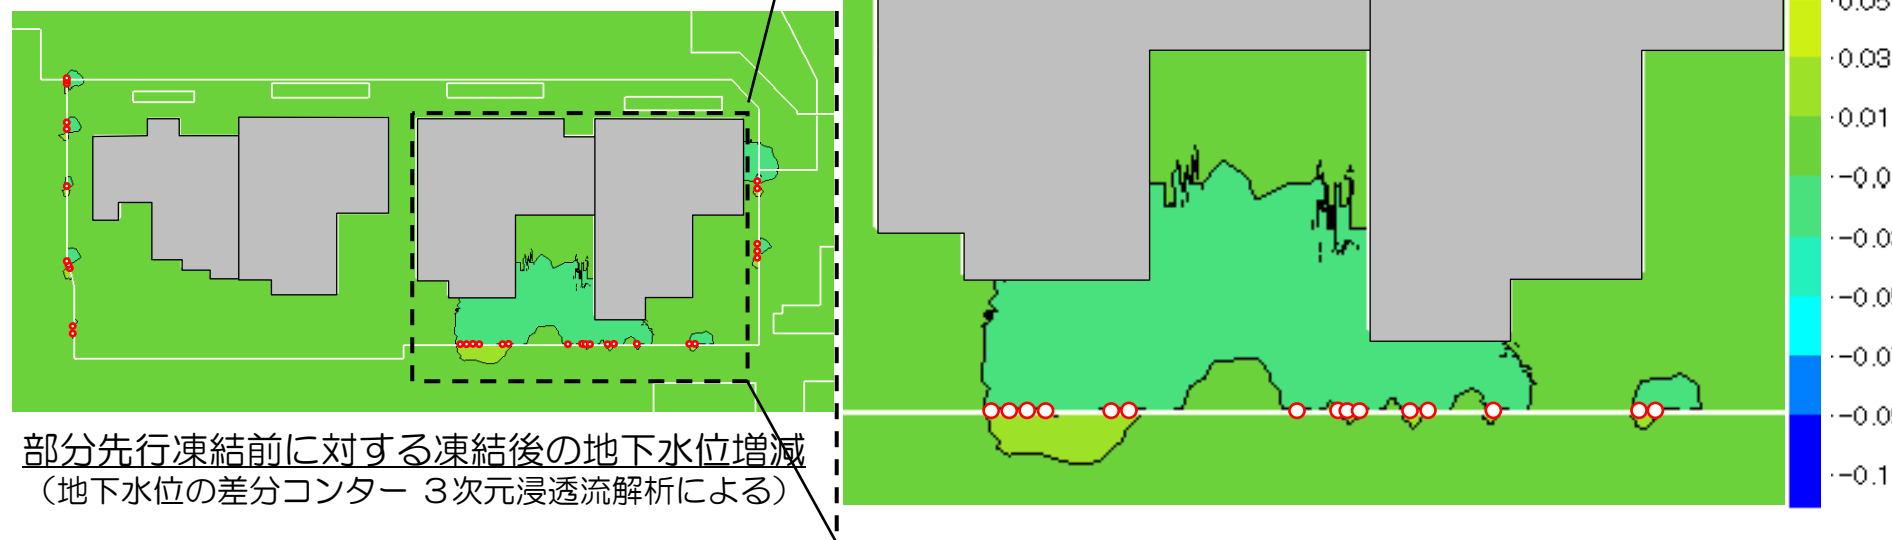 部分先行凍結前に対する凍結後の地下水位増減
（地下水位の差分コンター ３次元浸透流解析による）
0.03
0.01
-0.1